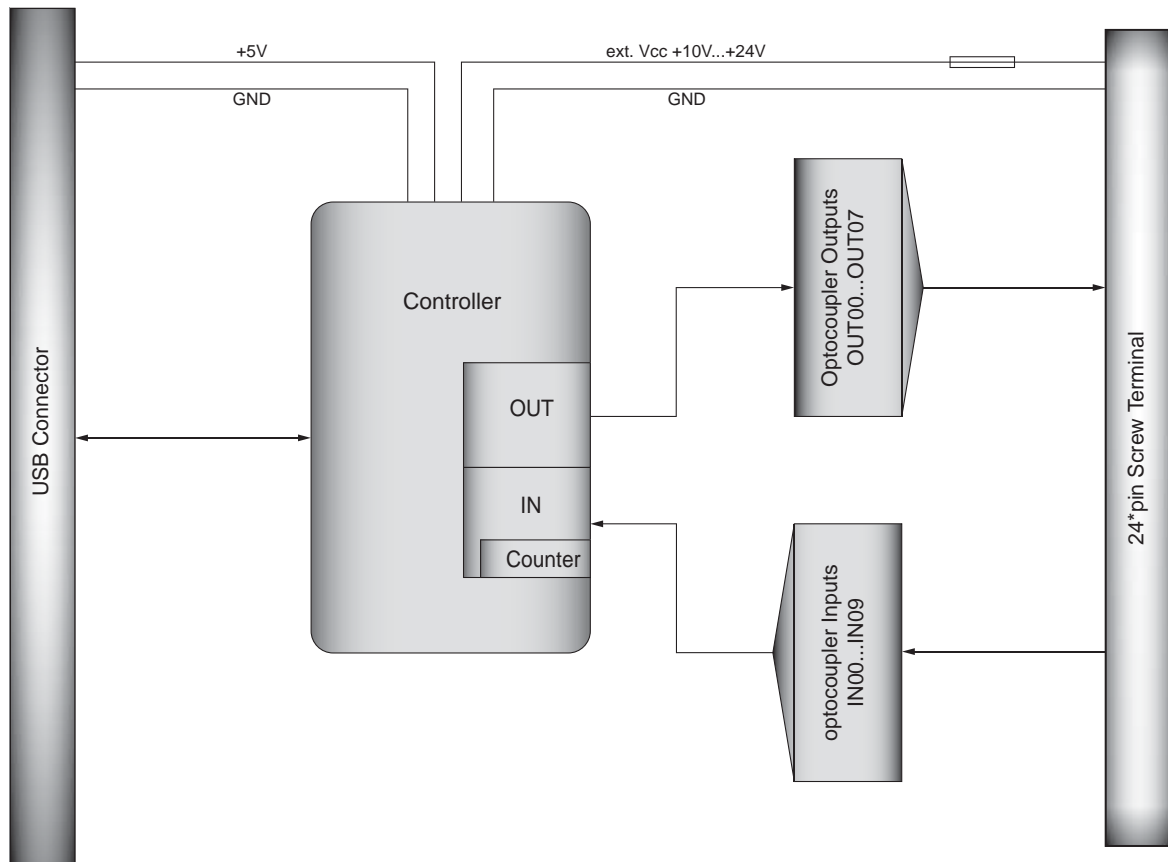 +5V
ext. Vcc +10V...+24V
GND
GND
Optocoupler Outputs
OUT00...OUT07
Controller
OUT
USB Connector
24*pin Screw Terminal
IN
Counter
optocoupler Inputs
IN00...IN09